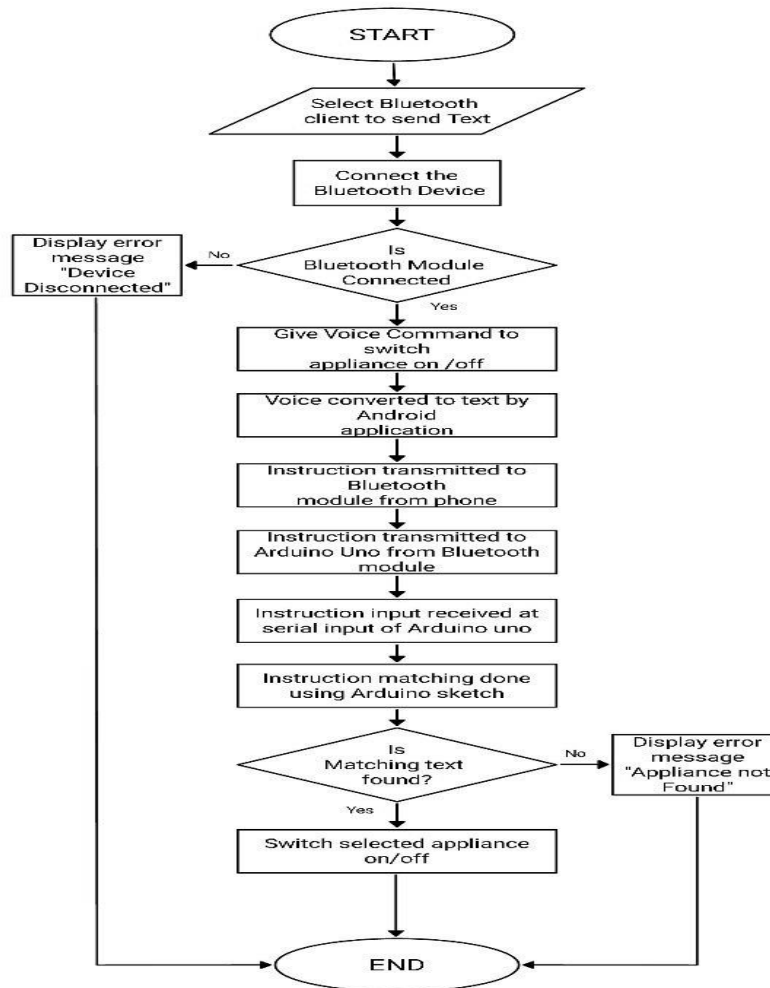 START
Select Bluetooth
client to send Text
Connect the
Bluetooth Device
Is
Bluetooth Module
Connected
No
Display error
message
"Device
Disconnected"
Yes
Give Voice Command to
switch
appliance on /off
Voice converted to text by
Android
application
Instruction transmitted to
Bluetooth
module from phone
Instruction transmitted to
Arduino Uno from Bluetooth
module
Instruction input received at
serial input of Arduino uno
Instruction matching done
using Arduino sketch
Is
Matching text
found?
No
Display error
message
"Appliance not
Found"
Yes
Switch selected appliance
on/off
END